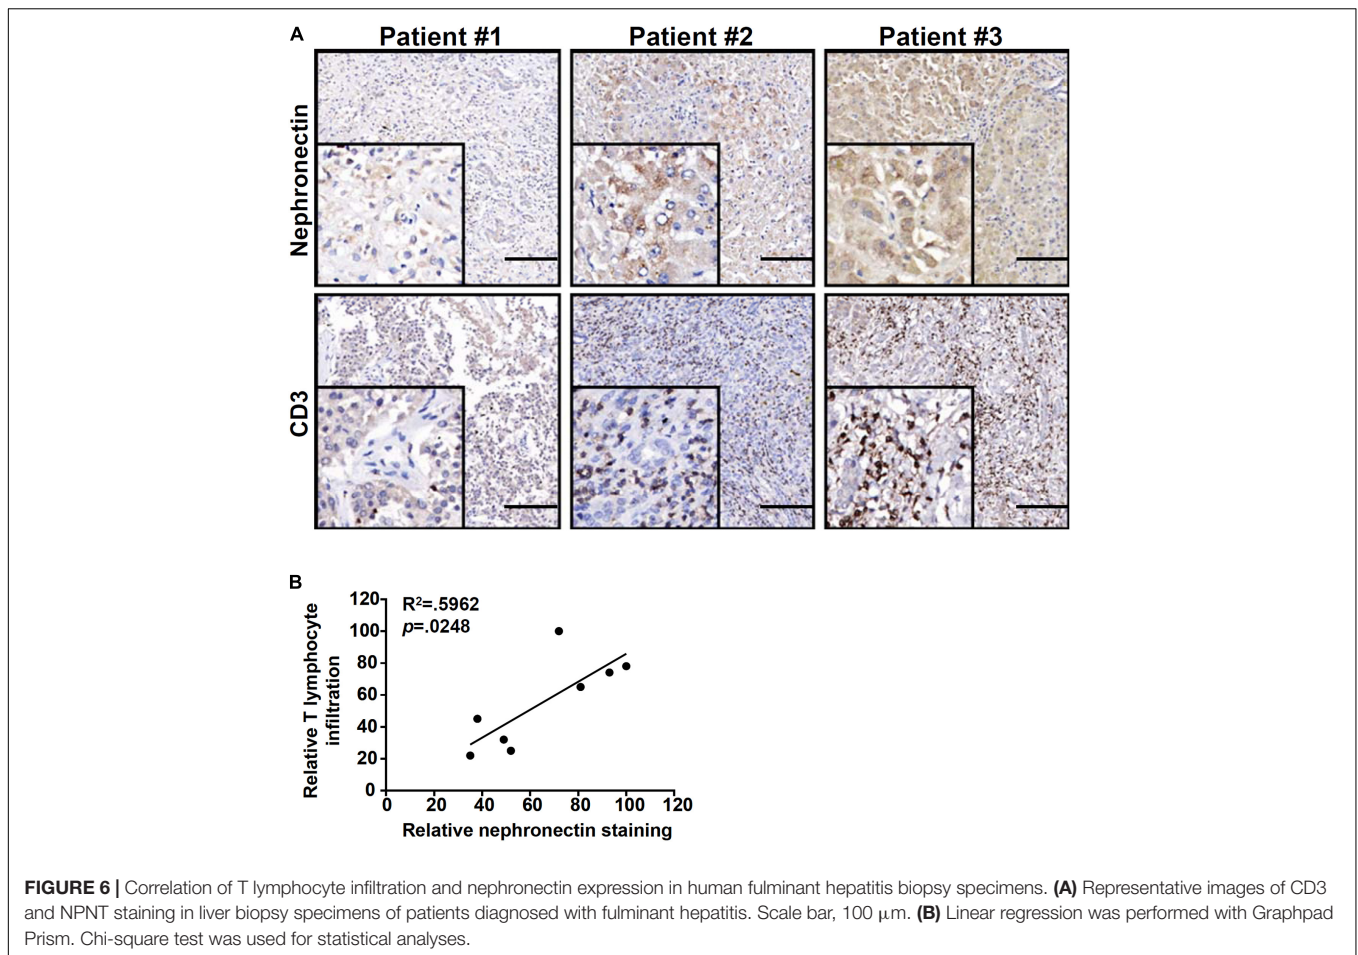 A
Patient #1 Patient #2 Patient #3
Nephronectin
CD3
B
R²=.5962
p=.0248
Relative T lymphocyte
infiltration
120
100
80
60
40
20
0
0 20 40 60 80 100 120
Relative nephronectin staining
FIGURE 6 | Correlation of T lymphocyte infiltration and nephronectin expression in human fulminant hepatitis biopsy specimens. (A) Representative images of CD3
and NPNT staining in liver biopsy specimens of patients diagnosed with fulminant hepatitis. Scale bar, 100 μm. (B) Linear regression was performed with Graphpad
Prism. Chi-square test was used for statistical analyses.